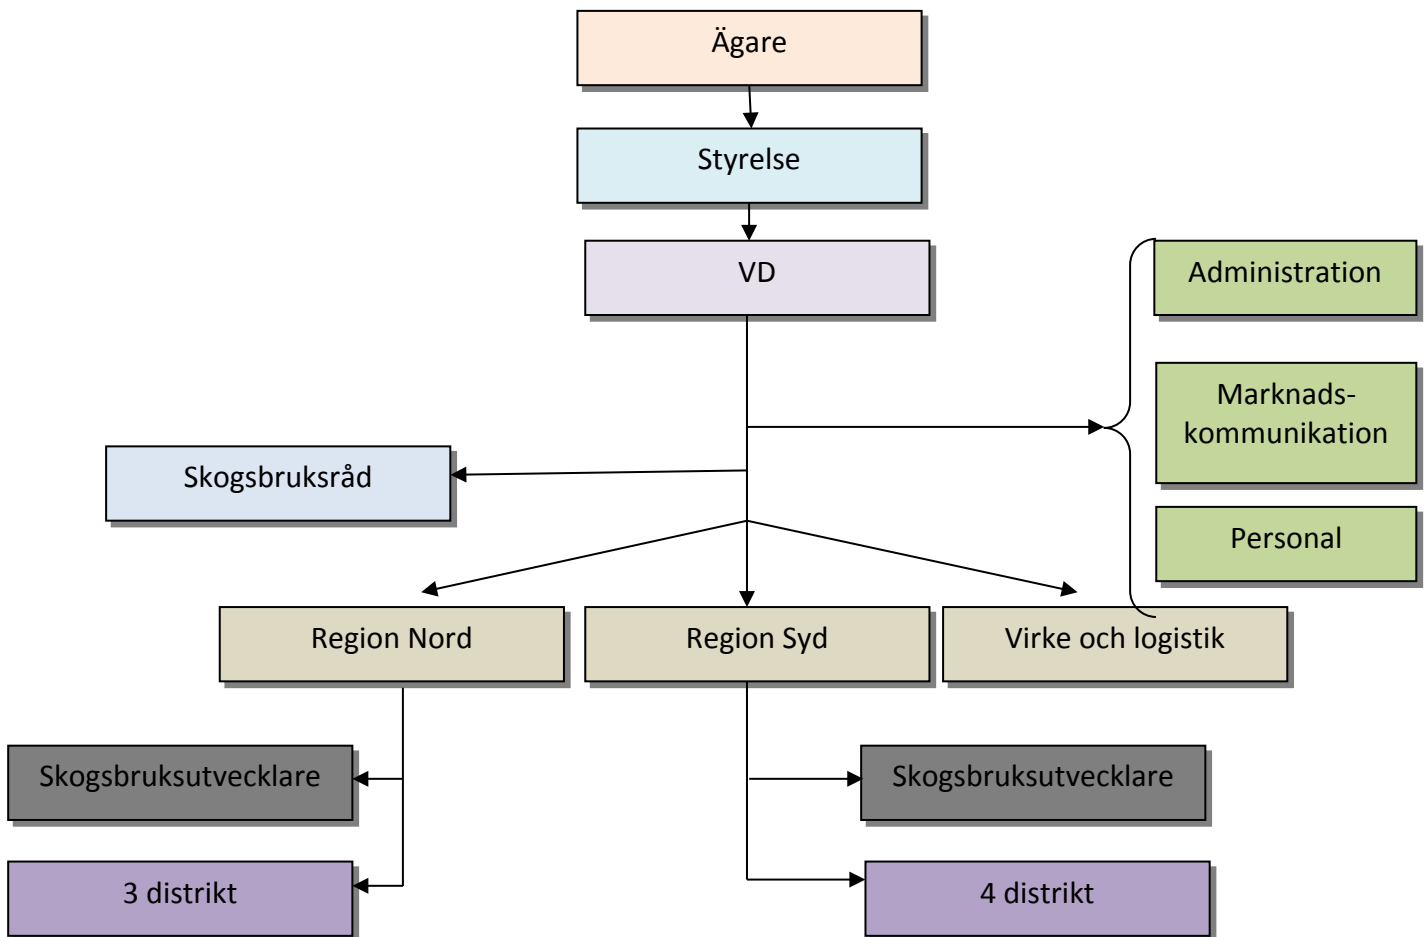 Ägare
Styrelse
VD
Administration
Marknads-
kommunikation
Skogsbruksråd
Personal
Region Nord
Region Syd
Virke och logistik
Skogsbruksutvecklare
Skogsbruksutvecklare
3 distrikt
4 distrikt